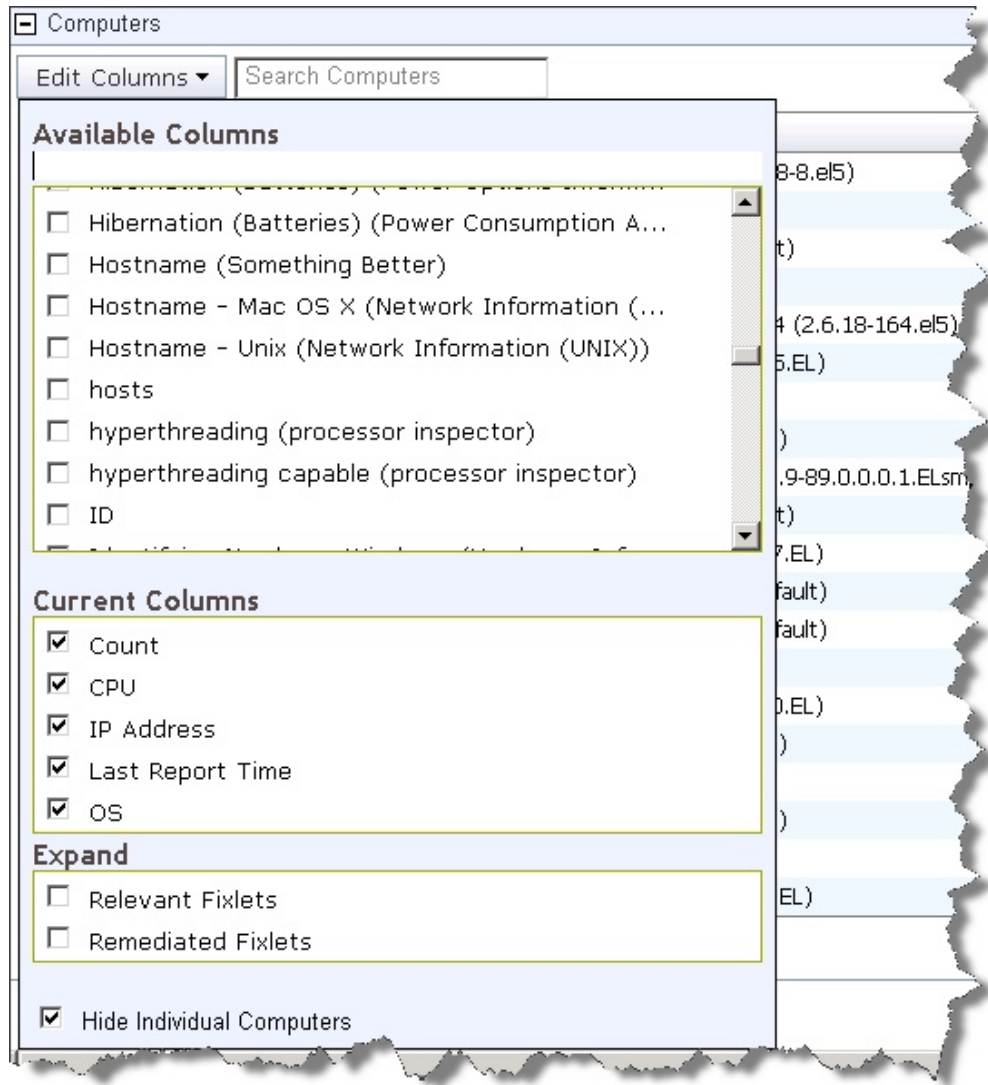 Computers
Edit Columns
Search Computers
Available Columns
Hibernation (Batteries) (Power Consumption A...
Hostname (Something Better)
Hostname - Mac OS X (Network Information (...
Hostname - Unix (Network Information (UNIX))
hosts
hyperthreading (processor inspector)
hyperthreading capable (processor inspector)
ID
Current Columns
Count
CPU
IP Address
Last Report Time
OS
Expand
Relevant Fixlets
Remediated Fixlets
Hide Individual Computers
8-8.el5)
t)
4 (2.6.18-164.el5)
.EL)
)
.9-89.0.0.0.1.ELsm
t)
.EL)
fault)
fault)
0.EL)
)
)
EL)